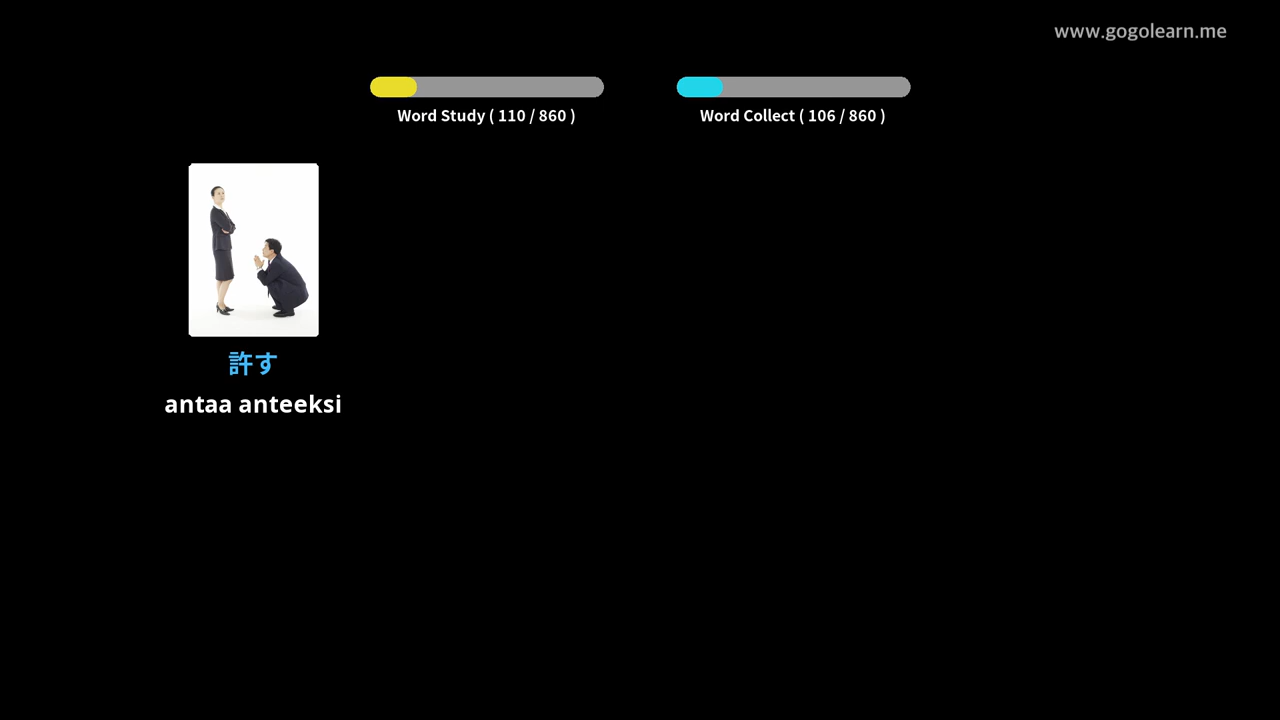 www.gogolearn.me
Word Study ( 110 / 860 )
Word Collect ( 106 / 860 )
許す
antaa anteeksi